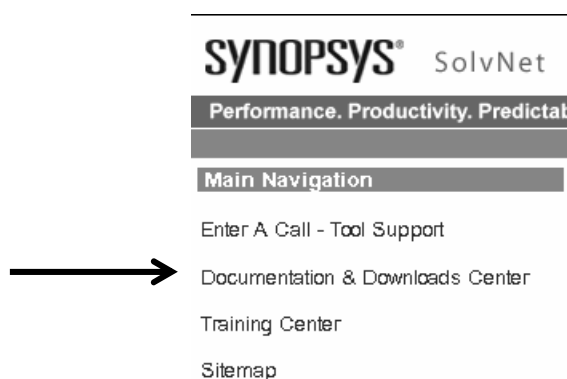 SYNOPSYS® SolvNet
Performance. Productivity. Predictab
Main Navigation
Enter A Call - Tool Support
Documentation & Downloads Center
Training Center
Sitemap